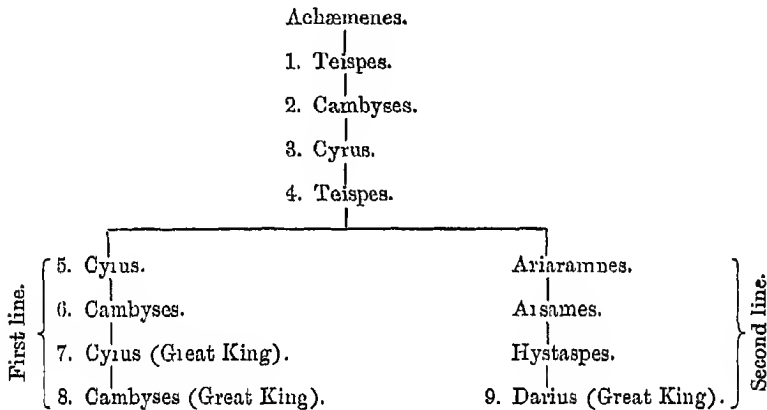 Achæmenes.
1. Teispes.
2. Cambyses.
3. Cyrus.
4. Teispes.
First line.
5. Cyrus.
6. Cambyses.
7. Cyrus (Great King).
8. Cambyses (Great King).
Ariaramnes.
Arsames.
Hystaspes.
9. Darius (Great King).
Second line.